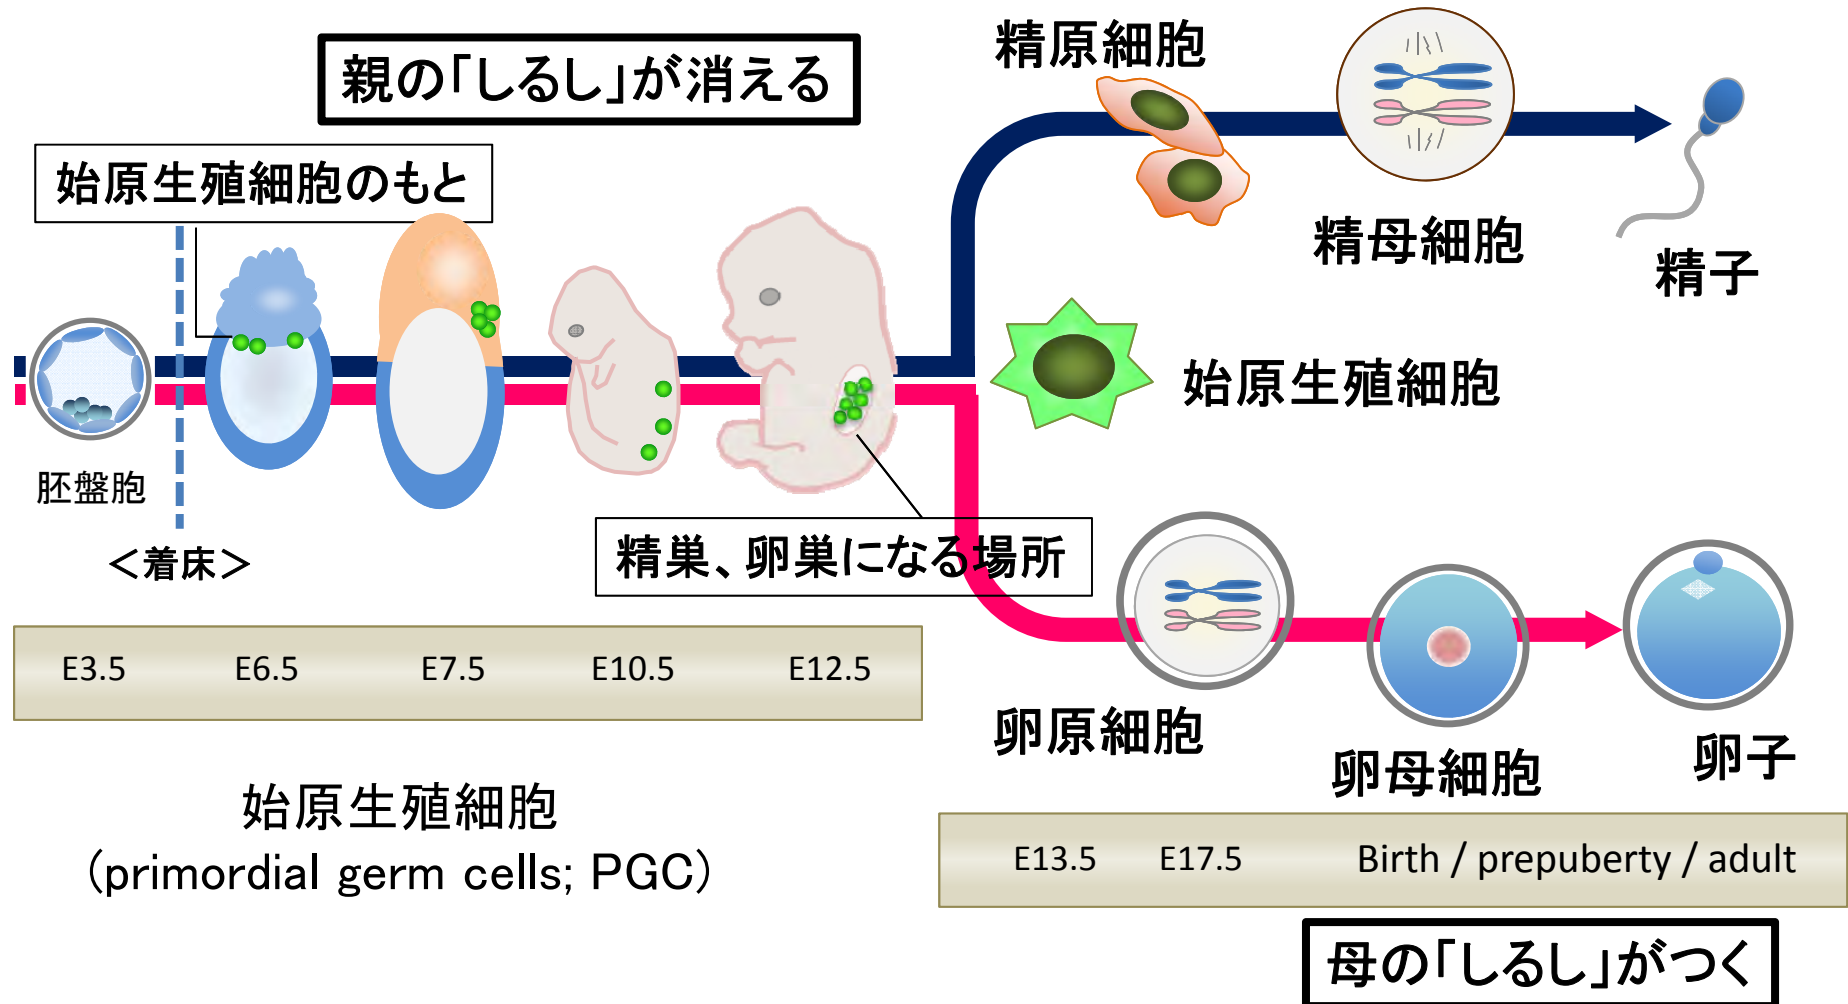 親の「しるし」が消える
始原生殖細胞のもと
精原細胞
精母細胞
精子
始原生殖細胞
胚盤胞
＜着床＞
精巣、卵巣になる場所
E3.5 E6.5 E7.5 E10.5 E12.5
卵原細胞
卵母細胞
卵子
始原生殖細胞
(primordial germ cells; PGC)
E13.5 E17.5 Birth / prepuberty / adult
母の「しるし」がつく